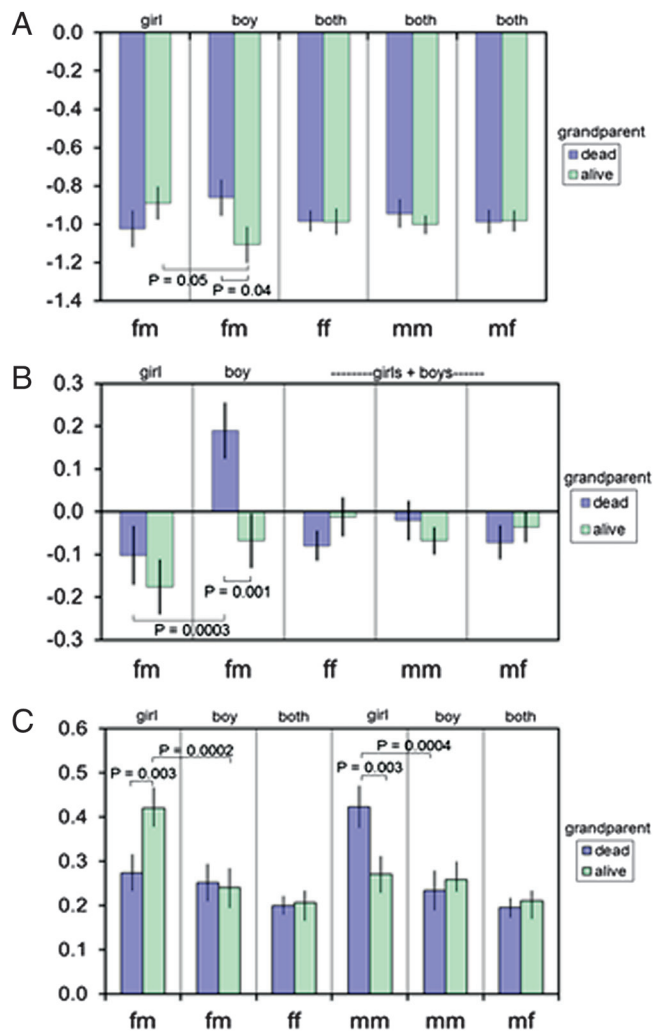 A
girl boy both both both
0.0
-0.2
-0.4
-0.6
-0.8
-1.0
-1.2
-1.4
P = 0.05
P = 0.04
fm fm ff mm mf
grandparent
dead
alive
B
girl boy --------girls + boys------
0.3
0.2
0.1
0.0
-0.1
-0.2
-0.3
P = 0.001
P = 0.0003
fm fm ff mm mf
grandparent
dead
alive
C
girl boy both girl boy both
0.6
0.5
0.4
0.3
0.2
0.1
0.0
P = 0.0002
P = 0.003
P = 0.0004
P = 0.003
fm fm ff mm mm mf
grandparent
dead
alive